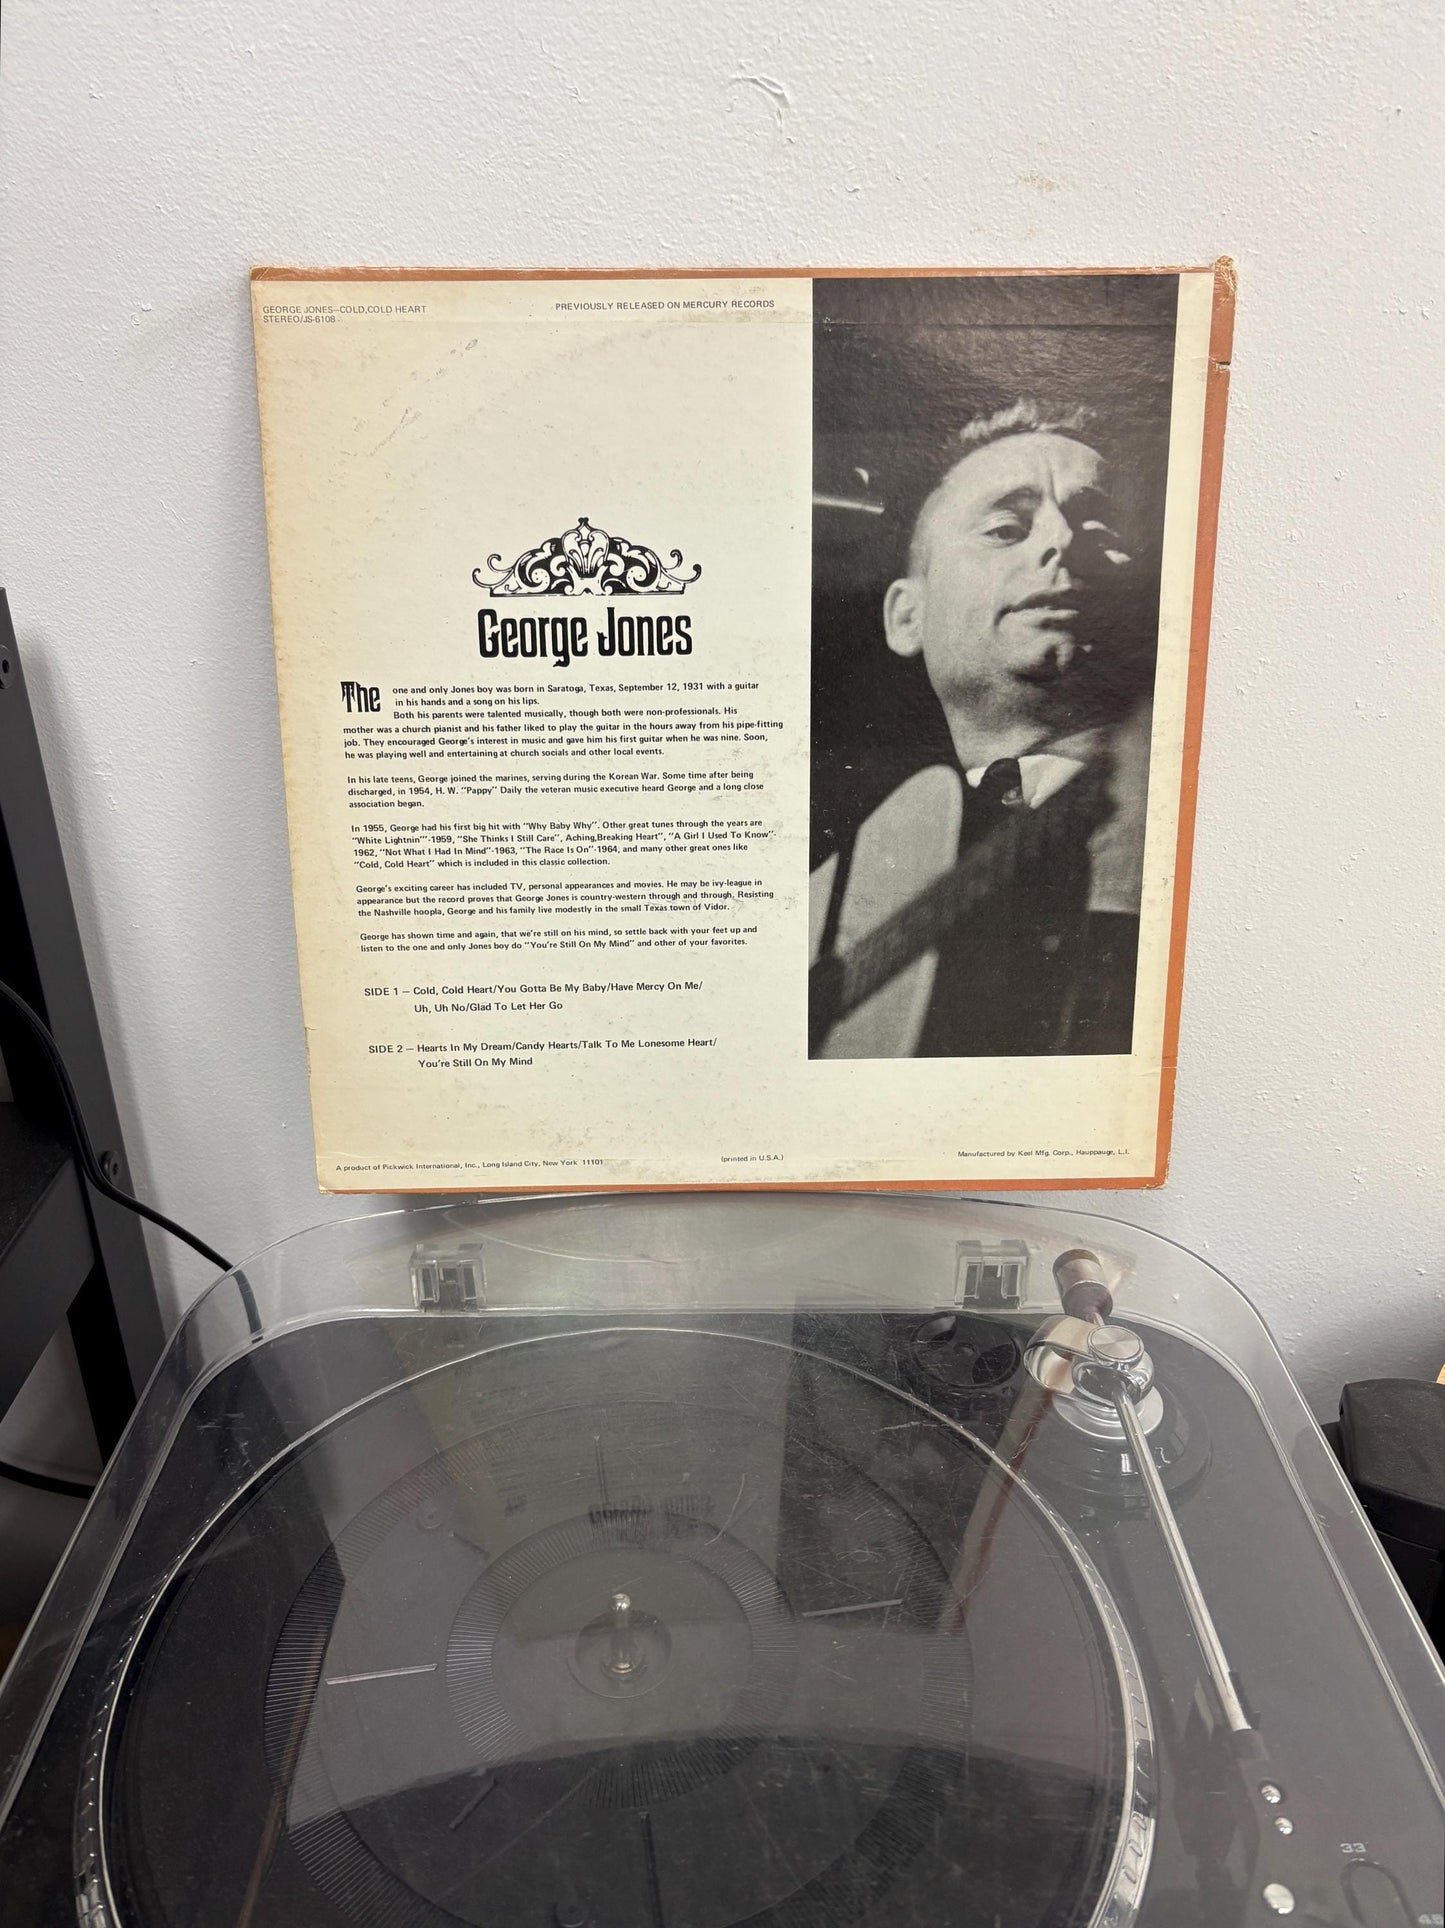 GEORGE JONES—COLD,COLD HEART
STEREO/JS-6108
PREVIOUSLY RELEASED ON MERCURY RECORDS
George Jones
The one and only Jones boy was born in Saratoga, Texas, September 12, 1931 with a guitar
in his hands and a song on his lips.
Both his parents were talented musically, though both were non-professionals. His
mother was a church pianist and his father liked to play the guitar in the hours away from his pipe-fitting
job. They encouraged George's interest in music and gave him his first guitar when he was nine. Soon,
he was playing well and entertaining at church socials and other local events.
In his late teens, George joined the marines, serving during the Korean War. Some time after being
discharged, in 1954, H. W. "Pappy" Daily the veteran music executive heard George and a long close
association began.
In 1955, George had his first big hit with "Why Baby Why". Other great tunes through the years are
"White Lightnin'"-1959, "She Thinks I Still Care", Aching,Breaking Heart", "A Girl I Used To Know"-
1962, "Not What I Had In Mind"-1963, "The Race Is On"-1964, and many other great ones like
"Cold, Cold Heart" which is included in this classic collection.
George's exciting career has included TV, personal appearances and movies. He may be ivy-league in
appearance but the record proves that George Jones is country-western through and through. Resisting
the Nashville hoopla, George and his family live modestly in the small Texas town of Vidor.
George has shown time and again, that we're still on his mind, so settle back with your feet up and
listen to the one and only Jones boy do "You're Still On My Mind" and other of your favorites.
SIDE 1 — Cold, Cold Heart/You Gotta Be My Baby/Have Mercy On Me/
Uh, Uh No/Glad To Let Her Go
SIDE 2 — Hearts In My Dream/Candy Hearts/Talk To Me Lonesome Heart/
You're Still On My Mind
A product of Pickwick International, Inc., Long Island City, New York 11101
(printed in U.S.A.)
Manufactured by Keel Mfg. Corp., Hauppauge, L.I.
33
45